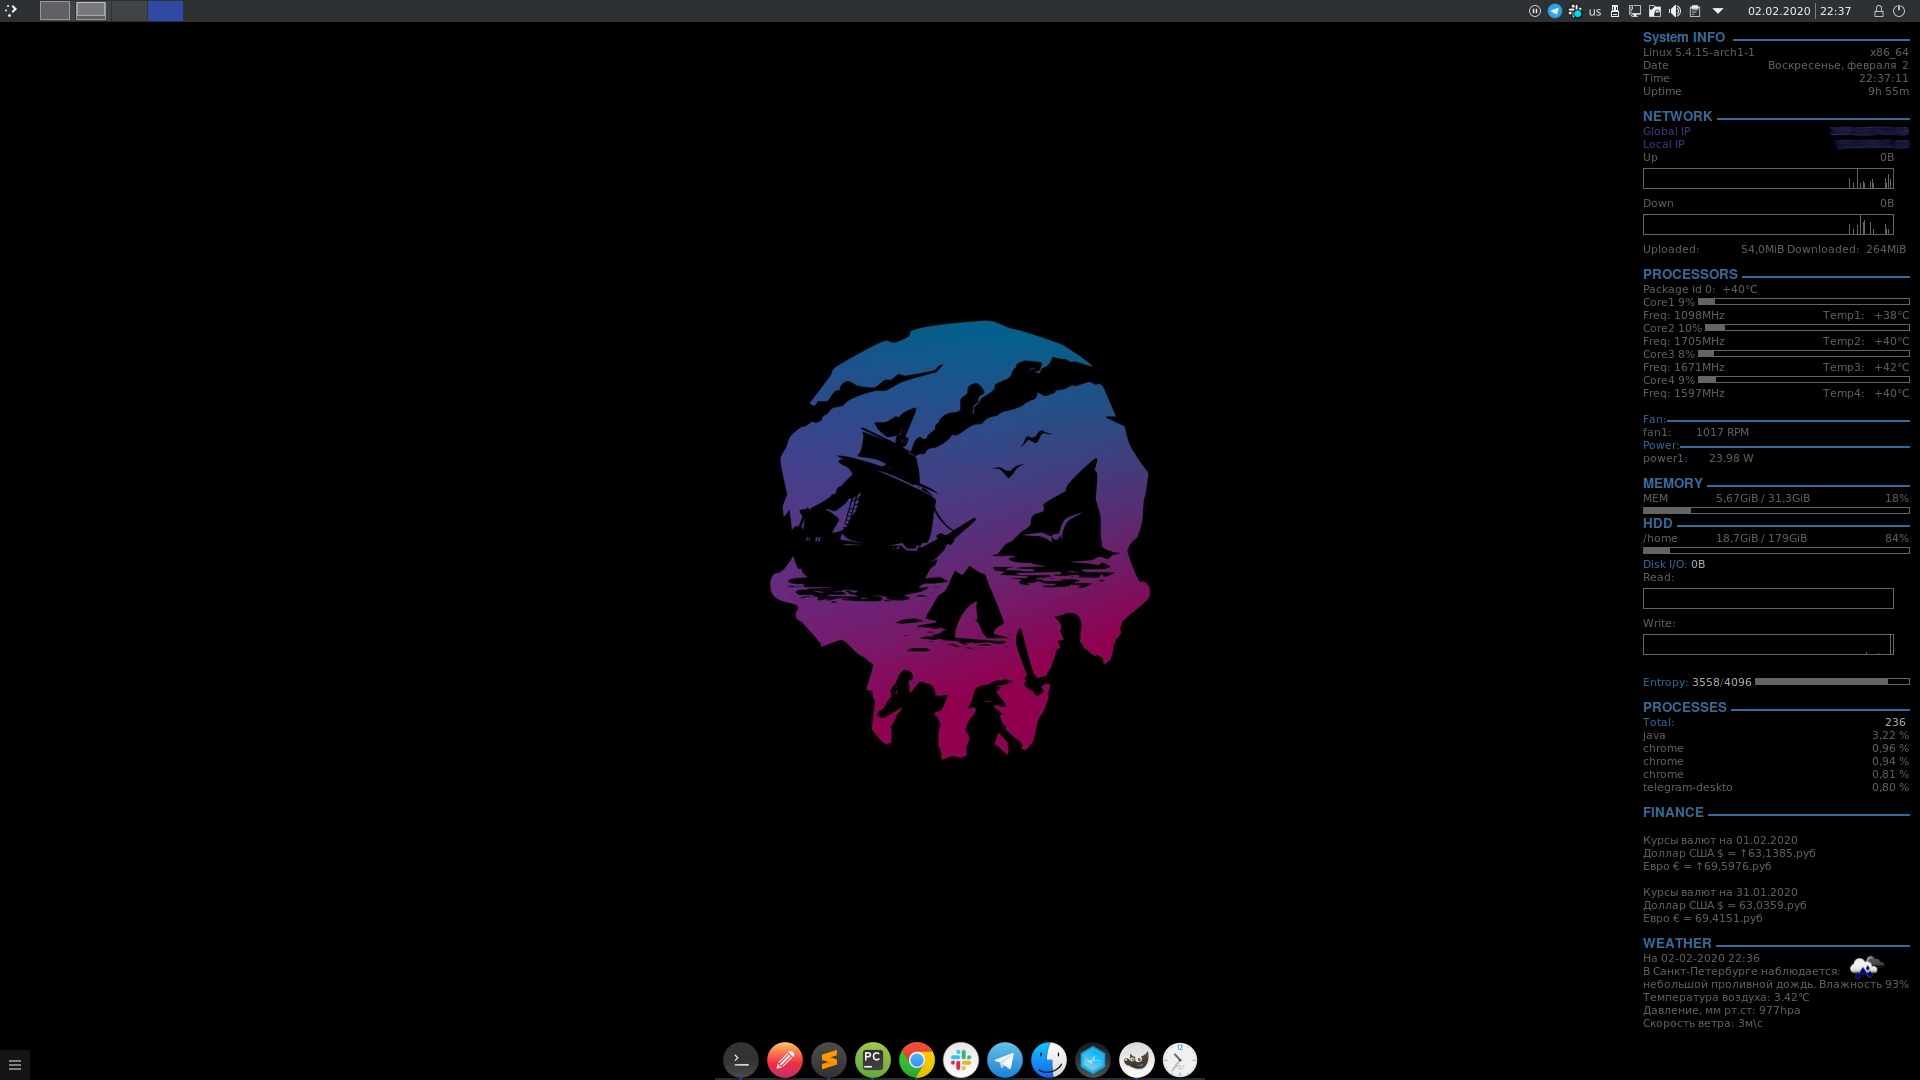 us
02.02.2020 22:37
System INFO
Linux 5.4.15-arch1-1 x86_64
Date Воскресенье, февраля 2
Time 22:37:11
Uptime 9h 55m
NETWORK
Global IP
Local IP
Up 0B
Down 0B
Uploaded: 54,0MiB Downloaded: 264MiB
PROCESSORS
Package id 0: +40°C
Core1 9%
Freq: 1098MHz Temp1: +38°C
Core2 10%
Freq: 1705MHz Temp2: +40°C
Core3 8%
Freq: 1671MHz Temp3: +42°C
Core4 9%
Freq: 1597MHz Temp4: +40°C
Fan:
fan1: 1017 RPM
Power:
power1: 23.98 W
MEMORY
MEM 5,67GiB / 31,3GiB 18%
HDD
/home 18,7GiB / 179GiB 84%
Disk I/O: 0B
Read:
Write:
Entropy: 3558/4096
PROCESSES
Total: 236
java 3,22 %
chrome 0,96 %
chrome 0,94 %
chrome 0,81 %
telegram-deskto 0,80 %
FINANCE
Курсы валют на 01.02.2020
Доллар США $ = ↑63,1385.руб
Евро € = ↑69,5976.руб
Курсы валют на 31.01.2020
Доллар США $ = 63,0359.руб
Евро € = 69,4151.руб
WEATHER
На 02-02-2020 22:36
В Санкт-Петербурге наблюдается:
небольшой проливной дождь. Влажность 93%
Температура воздуха: 3.42°C
Давление, мм рт.ст: 977hpa
Скорость ветра: 3м\с
PC
12